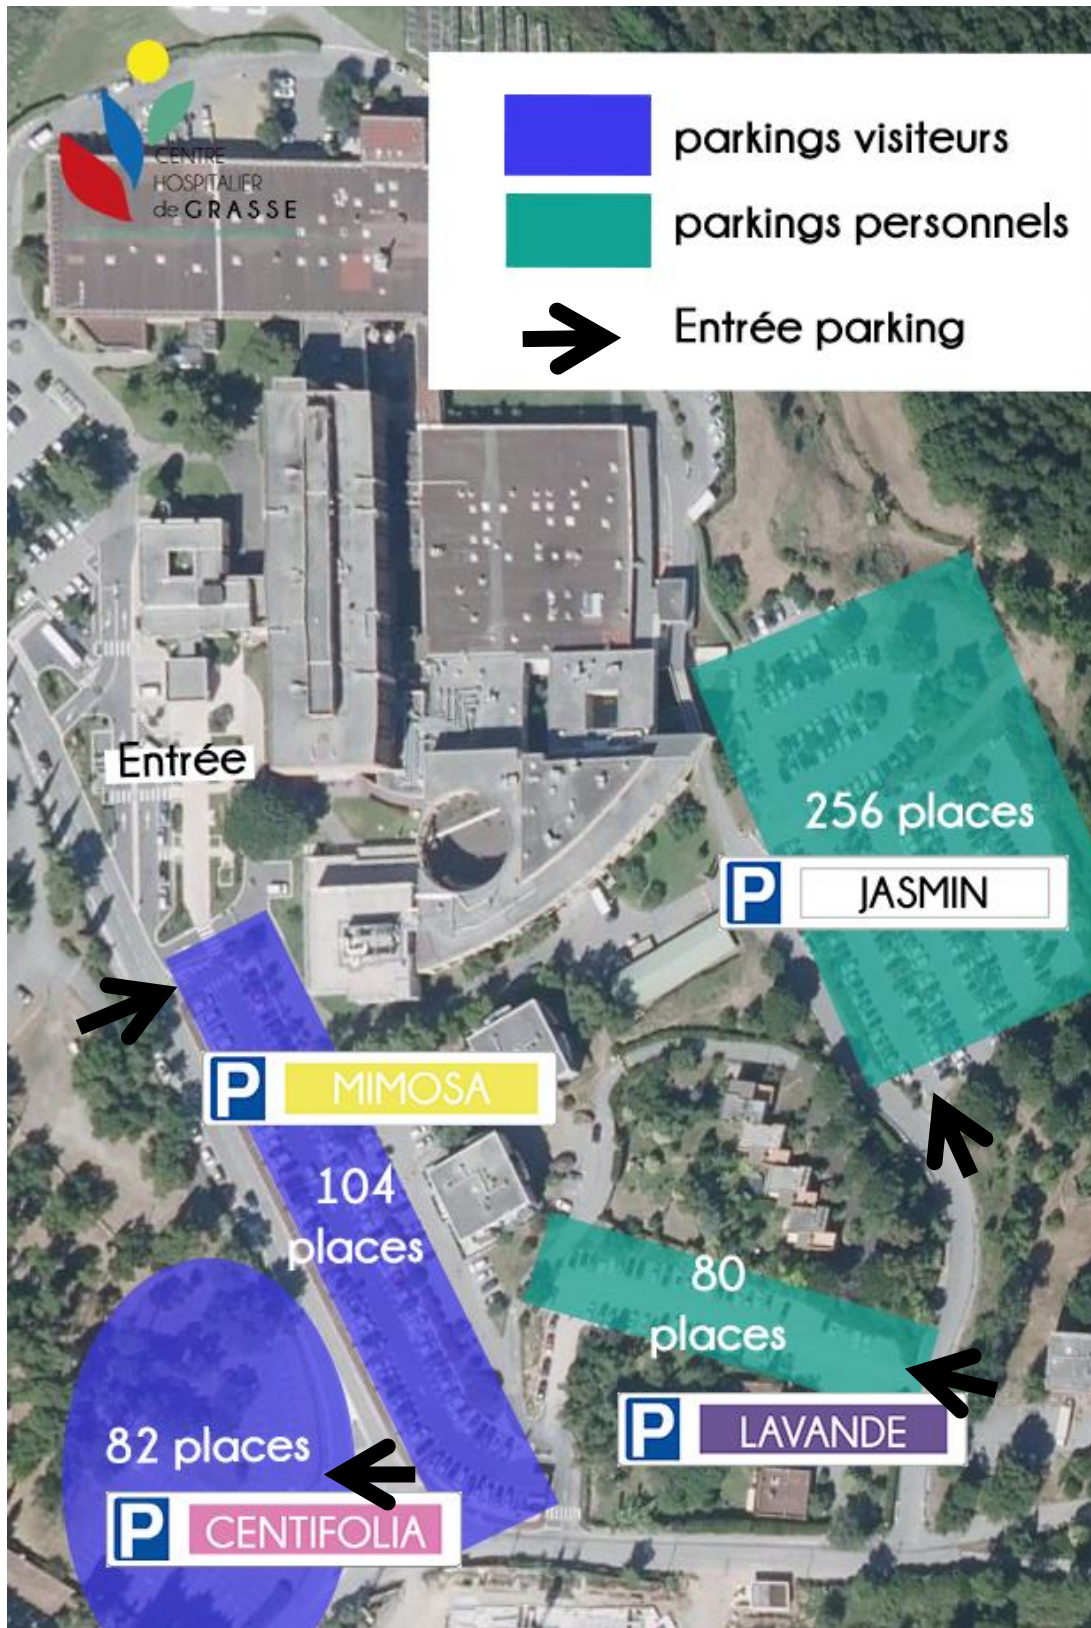 CENTRE
HOSPITALIER
de GRASSE
parkings visiteurs
parkings personnels
Entrée parking
Entrée
256 places
P JASMIN
P MIMOSA
104
places
80
places
P LAVANDE
82 places
P CENTIFOLIA